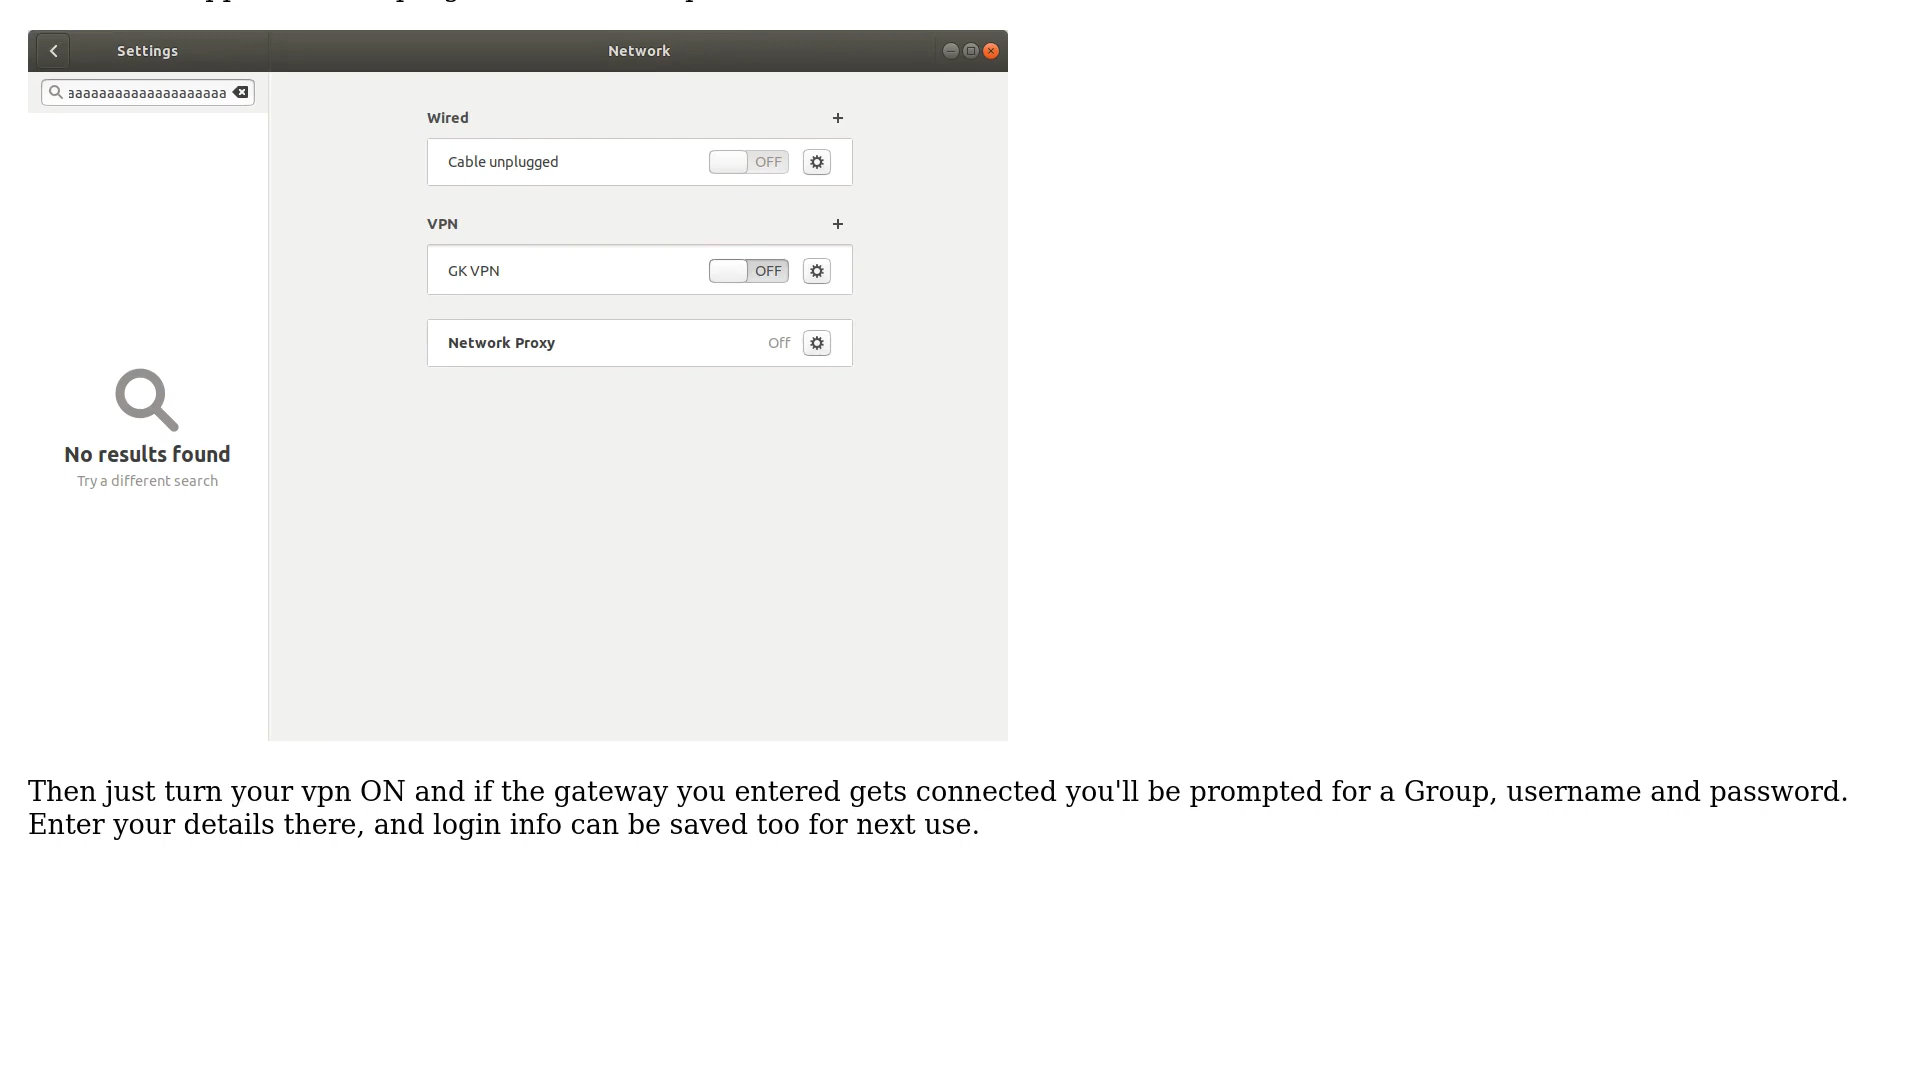 Settings
Network
aaaaaaaaaaaaaaaaaaaa
Wired
Cable unplugged
OFF
VPN
GK VPN
OFF
Network Proxy
Off
No results found
Try a different search
Then just turn your vpn ON and if the gateway you entered gets connected you'll be prompted for a Group, username and password.
Enter your details there, and login info can be saved too for next use.